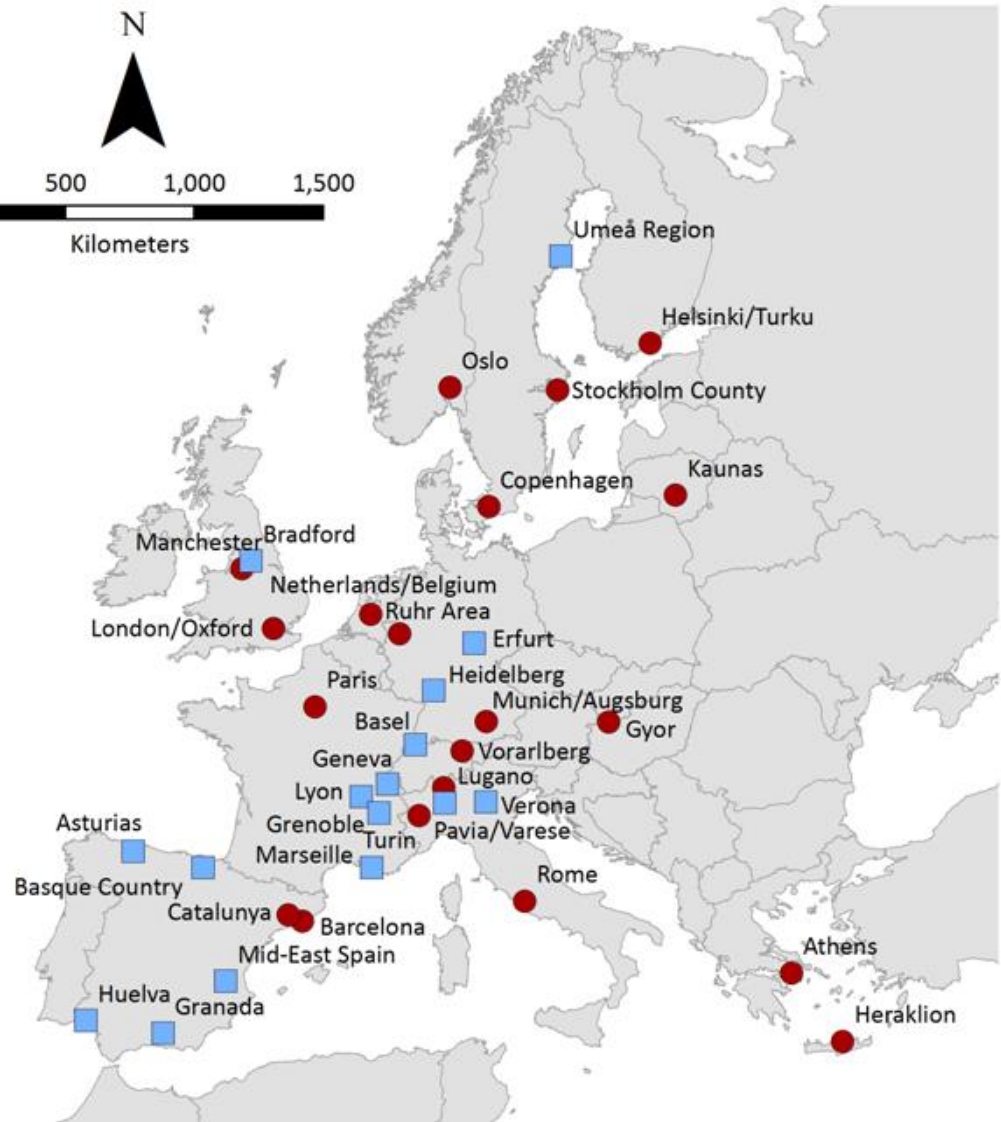 N
500 1,000 1,500
Kilometers
Umeå Region
Helsinki/Turku
Oslo
Stockholm County
Copenhagen
Kaunas
Manchester
Bradford
Netherlands/Belgium
Ruhr Area
London/Oxford
Erfurt
Heidelberg
Paris
Munich/Augsburg
Basel
Gyor
Geneva
Vorarlberg
Lugano
Lyon
Verona
Grenoble
Turin
Pavia/Varese
Asturias
Marseille
Basque Country
Rome
Catalunya
Barcelona
Mid-East Spain
Athens
Huelva
Granada
Heraklion